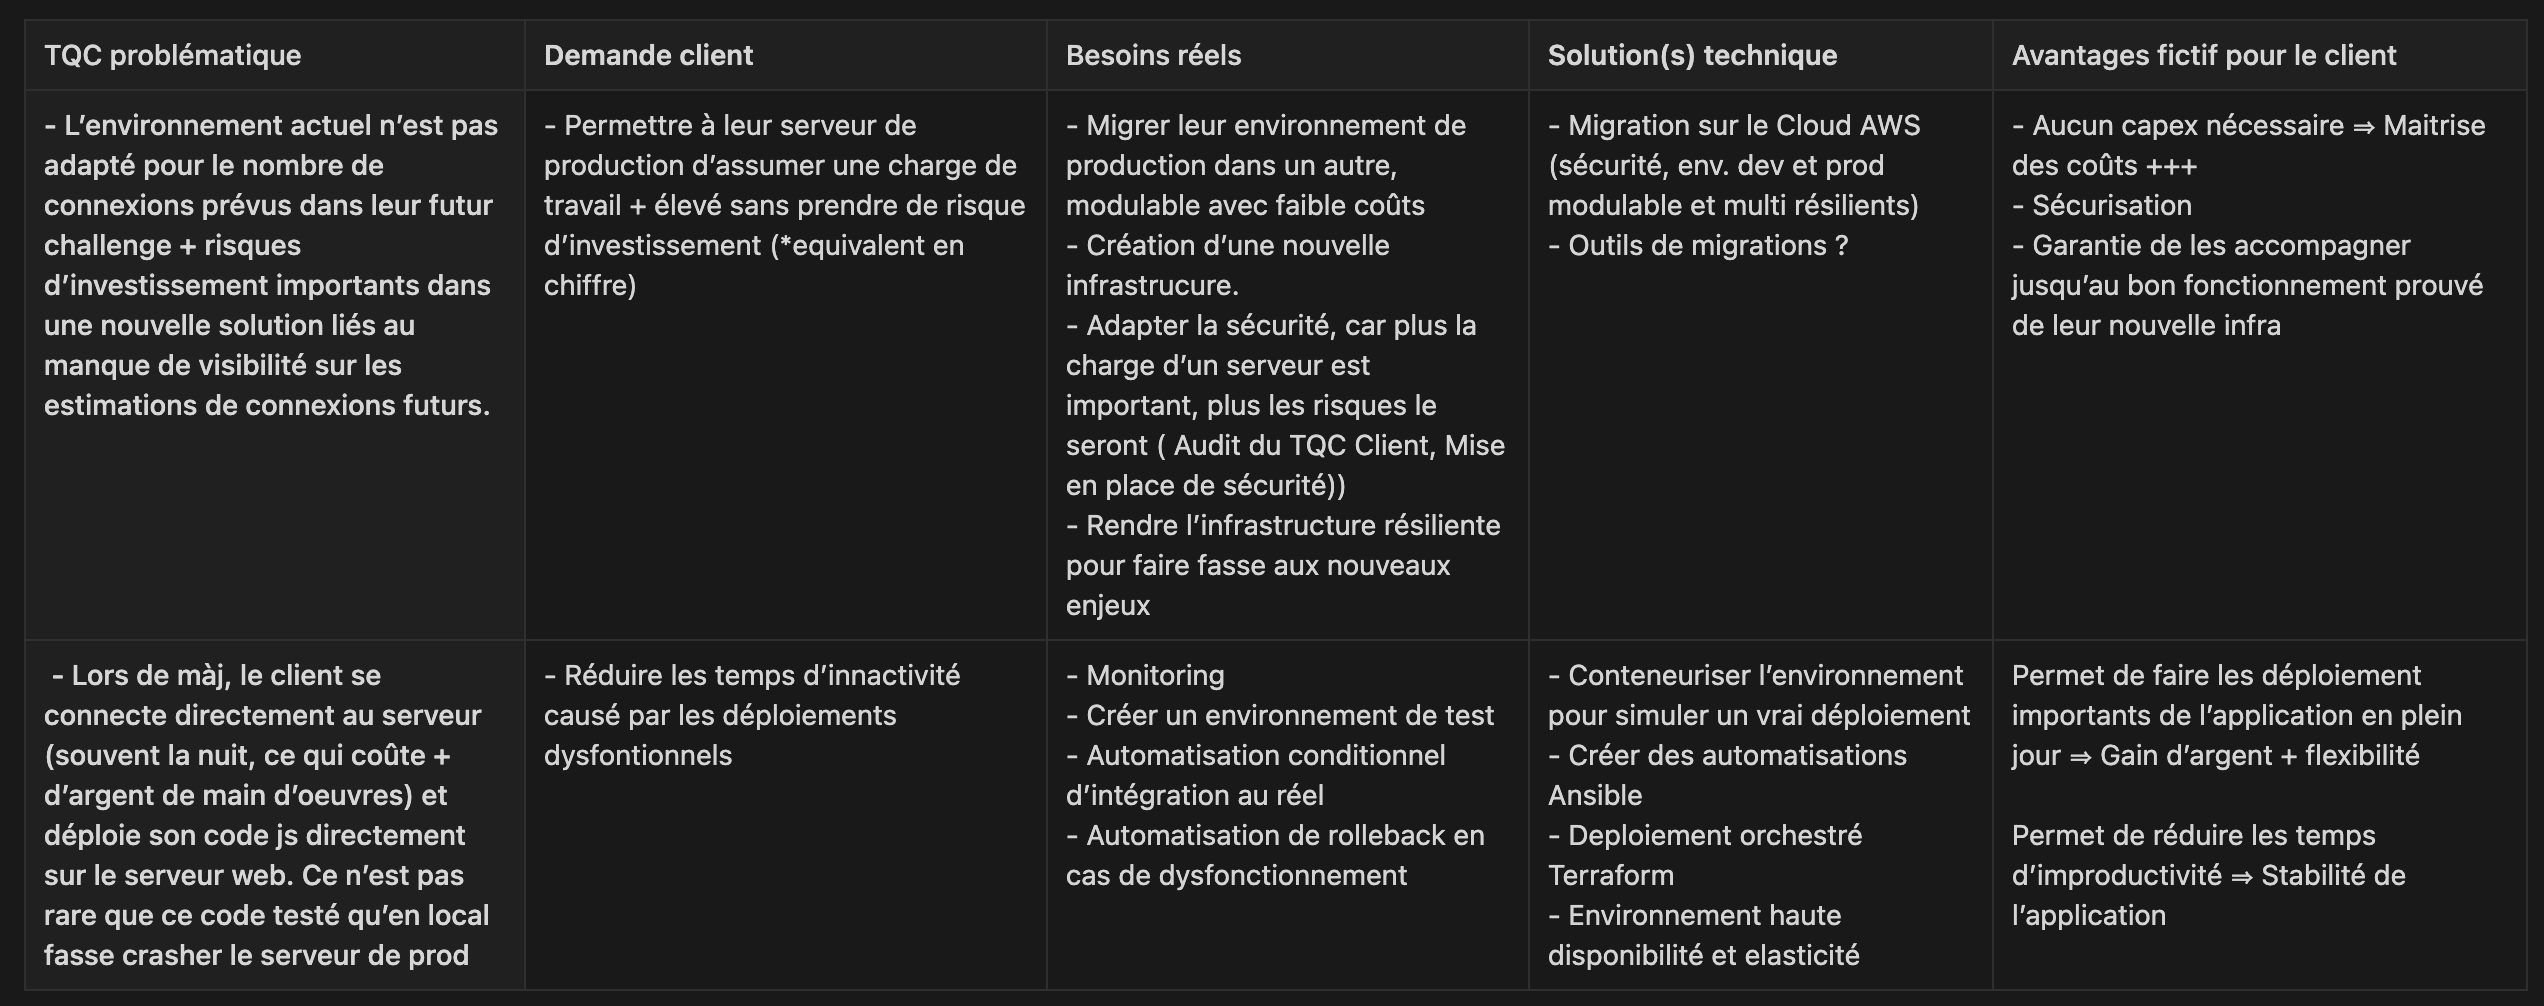 TQC problématique
Demande client
Besoins réels
Solution(s) technique
Avantages fictif pour le client
- L’environnement actuel n’est pas
adapté pour le nombre de
connexions prévus dans leur futur
challenge + risques
d’investissement importants dans
une nouvelle solution liés au
manque de visibilité sur les
estimations de connexions futurs.
- Permettre à leur serveur de
production d’assumer une charge de
travail + élevé sans prendre de risque
d’investissement (*equivalent en
chiffre)
- Migrer leur environnement de
production dans un autre,
modulable avec faible coûts
- Création d’une nouvelle
infrastrucure.
- Adapter la sécurité, car plus la
charge d’un serveur est
important, plus les risques le
seront ( Audit du TQC Client, Mise
en place de sécurité))
- Rendre l’infrastructure résiliente
pour faire fasse aux nouveaux
enjeux
- Migration sur le Cloud AWS
(sécurité, env. dev et prod
modulable et multi résilients)
- Outils de migrations ?
- Aucun capex nécessaire ⇒ Maitrise
des coûts +++
- Sécurisation
- Garantie de les accompagner
jusqu’au bon fonctionnement prouvé
de leur nouvelle infra
- Lors de màj, le client se
connecte directement au serveur
(souvent la nuit, ce qui coûte +
d’argent de main d’oeuvres) et
déploie son code js directement
sur le serveur web. Ce n’est pas
rare que ce code testé qu’en local
fasse crasher le serveur de prod
- Réduire les temps d’innactivité
causé par les déploiements
dysfontionnels
- Monitoring
- Créer un environnement de test
- Automatisation conditionnel
d’intégration au réel
- Automatisation de rolleback en
cas de dysfonctionnement
- Conteneuriser l’environnement
pour simuler un vrai déploiement
- Créer des automatisations
Ansible
- Deploiement orchestré
Terraform
- Environnement haute
disponibilité et elasticité
Permet de faire les déploiement
importants de l’application en plein
jour ⇒ Gain d’argent + flexibilité
Permet de réduire les temps
d’improductivité ⇒ Stabilité de
l’application